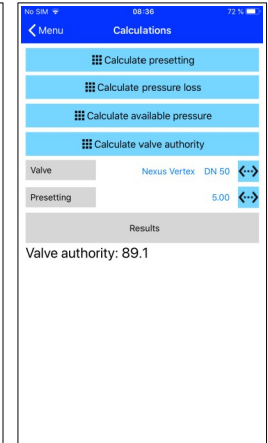 No SIM 08:36 72 %
Menu Calculations
Calculate presetting
Calculate pressure loss
Calculate available pressure
Calculate valve authority
Valve Nexus Vertex DN 50
Presetting 5.00
Results
Valve authority: 89.1